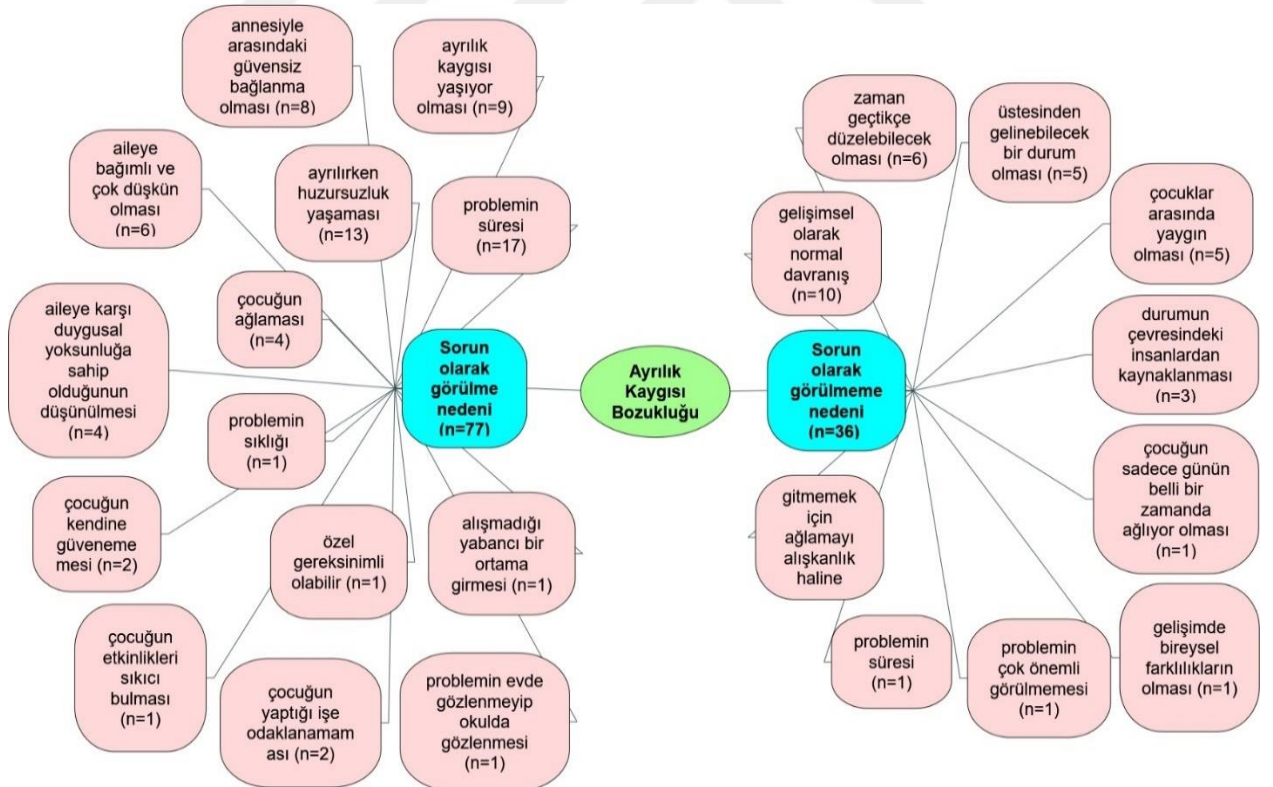 annesiyle
arasındaki
güvensiz
bağlanma
olması (n=8)
ayrılık
kaygısı
yaşıyor
olması (n=9)
aileye
bağımlı ve
çok düşkün
olması
(n=6)
ayrılırken
huzursuzluk
yaşaması
(n=13)
problemin
süresi
(n=17)
çocuğun
ağlaması
(n=4)
aileye karşı
duygusal
yoksunluğa
sahip
olduğunun
düşünülmesi
(n=4)
problemin
sıklığı
(n=1)
çocuğun
kendine
güveneme
mesi (n=2)
özel
gereksinimli
olabilir (n=1)
alışmadığı
yabancı bir
ortama
girmesi (n=1)
çocuğun
etkinlikleri
sıkıcı
bulması
(n=1)
çocuğun
yaptığı işe
odaklanamam
ası (n=2)
problemin evde
gözlenmeyip
okulda
gözlenmesi
(n=1)
Sorun
olarak
görülme
nedeni
(n=77)
Ayrılık
Kaygısı
Bozukluğu
Sorun
olarak
görülmeme
nedeni
(n=36)
zaman
geçtikçe
düzelebilecek
olması (n=6)
üstesinden
gelinebilecek
bir durum
olması (n=5)
gelişimsel
olarak
normal
davranış
(n=10)
çocuklar
arasında
yaygın
olması (n=5)
durumun
çevresindeki
insanlardan
kaynaklanması
(n=3)
çocuğun
sadece günün
belli bir
zamanda
ağlıyor olması
(n=1)
gitmemek
için
ağlamayı
alışkanlık
haline
problemin
süresi
(n=1)
problemin
çok önemli
görülmemesi
(n=1)
gelişimde
bireysel
farklılıkların
olması (n=1)